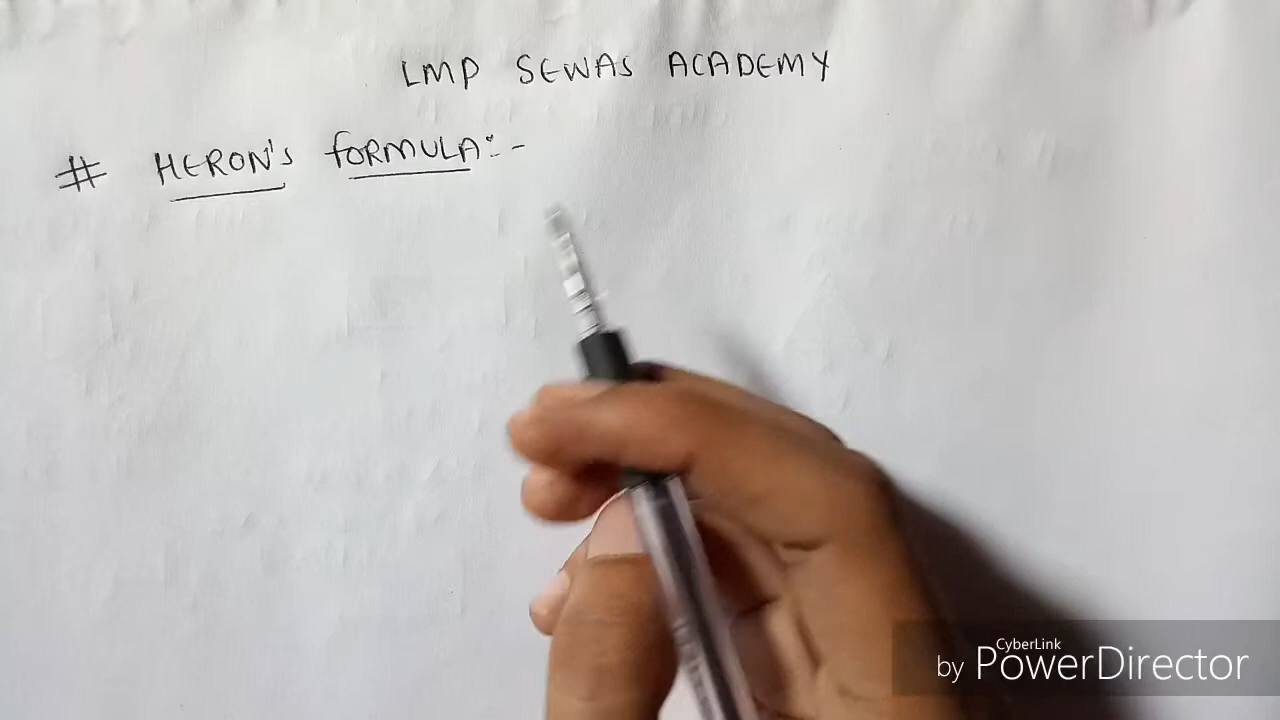 LMP SEWAS ACADEMY
# HERON's fORMULA:-
CyberLink
by PowerDirector